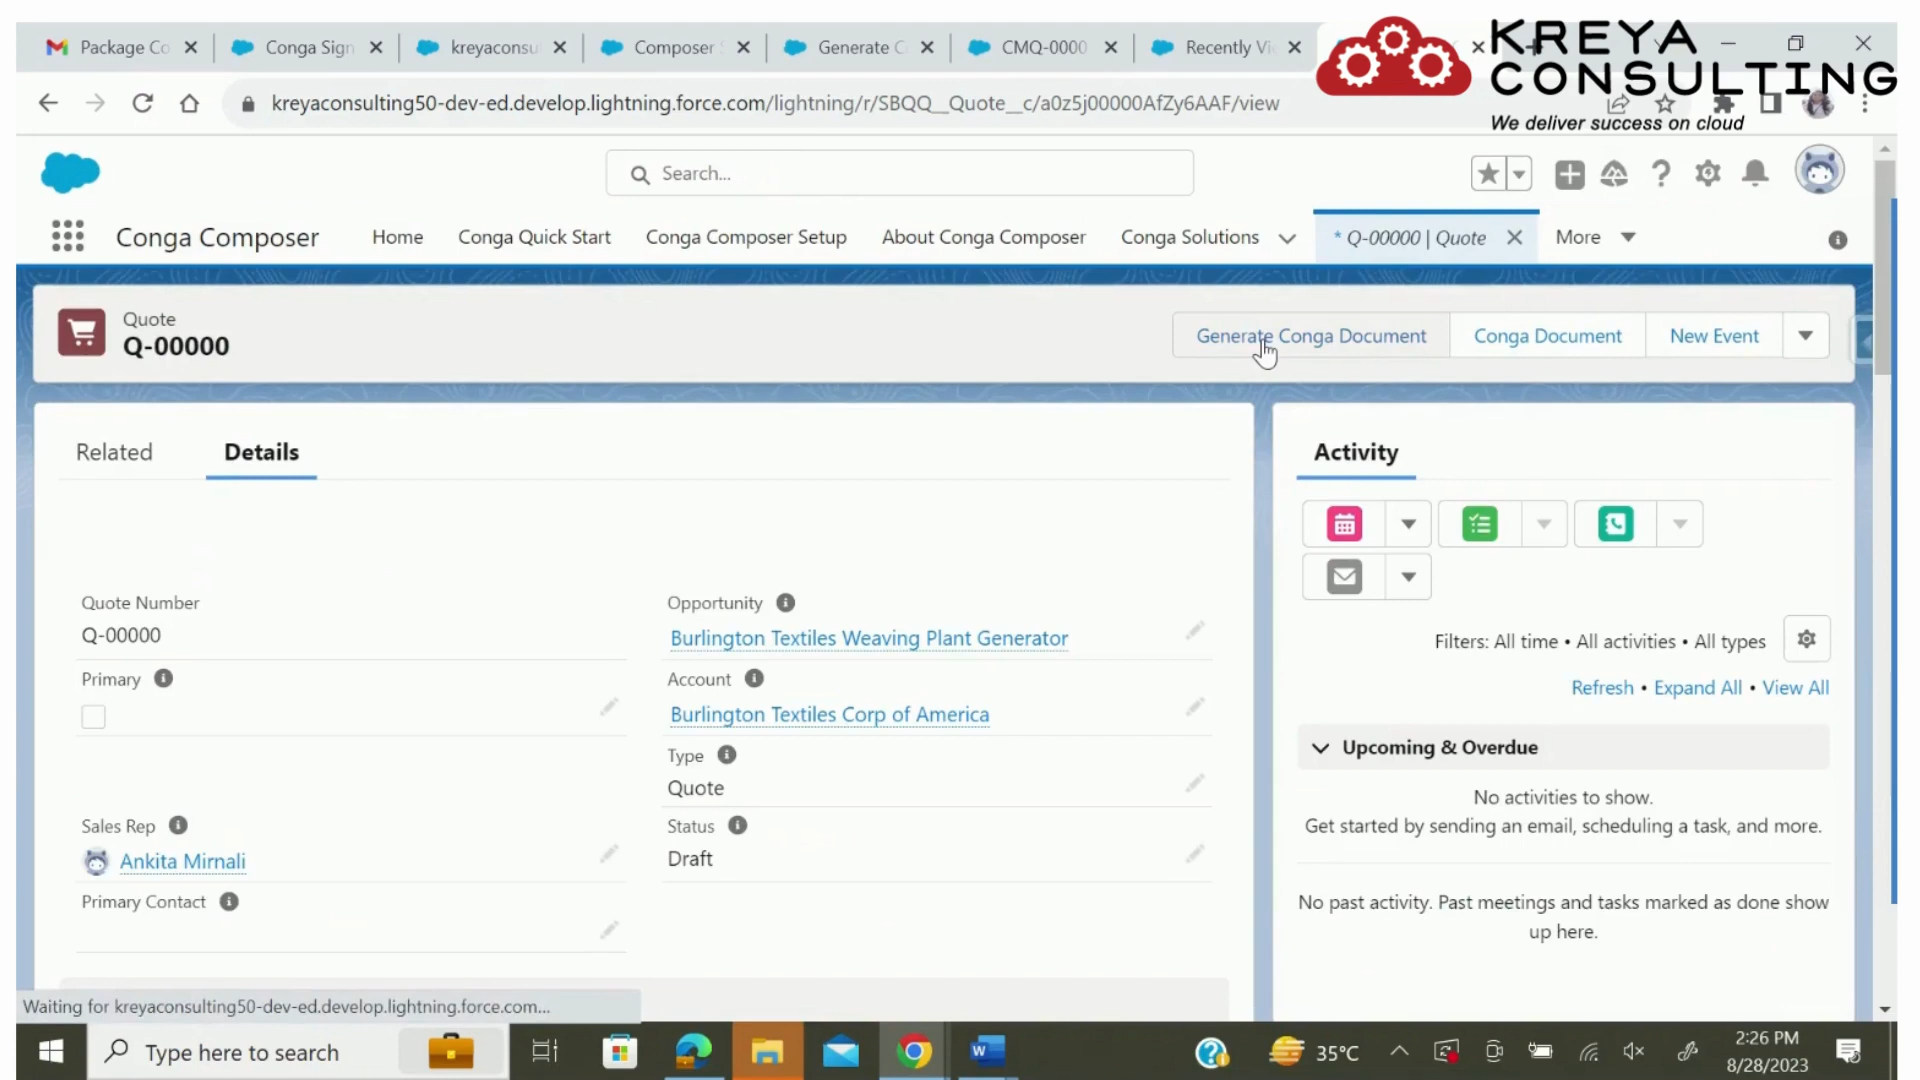 Package Co
Conga Sign
kreyaconsu
Composer
Generate C
CMQ-0000
Recently Vi
KREYA
CONSULTING
We deliver success on cloud
kreyaconsulting50-dev-ed.develop.lightning.force.com/lightning/r/SBQQ__Quote__c/a0z5j00000AfZy6AAF/view
Search...
Conga Composer
Home
Conga Quick Start
Conga Composer Setup
About Conga Composer
Conga Solutions
* Q-00000 | Quote
More
Quote
Q-00000
Generate Conga Document
Conga Document
New Event
Related
Details
Activity
Quote Number
Q-00000
Opportunity
Burlington Textiles Weaving Plant Generator
Primary
Account
Burlington Textiles Corp of America
Type
Quote
Sales Rep
Ankita Mirnali
Status
Draft
Primary Contact
Filters: All time • All activities • All types
Refresh • Expand All • View All
Upcoming & Overdue
No activities to show.
Get started by sending an email, scheduling a task, and more.
No past activity. Past meetings and tasks marked as done show
up here.
Waiting for kreyaconsulting50-dev-ed.develop.lightning.force.com...
Type here to search
35°C
2:26 PM
8/28/2023